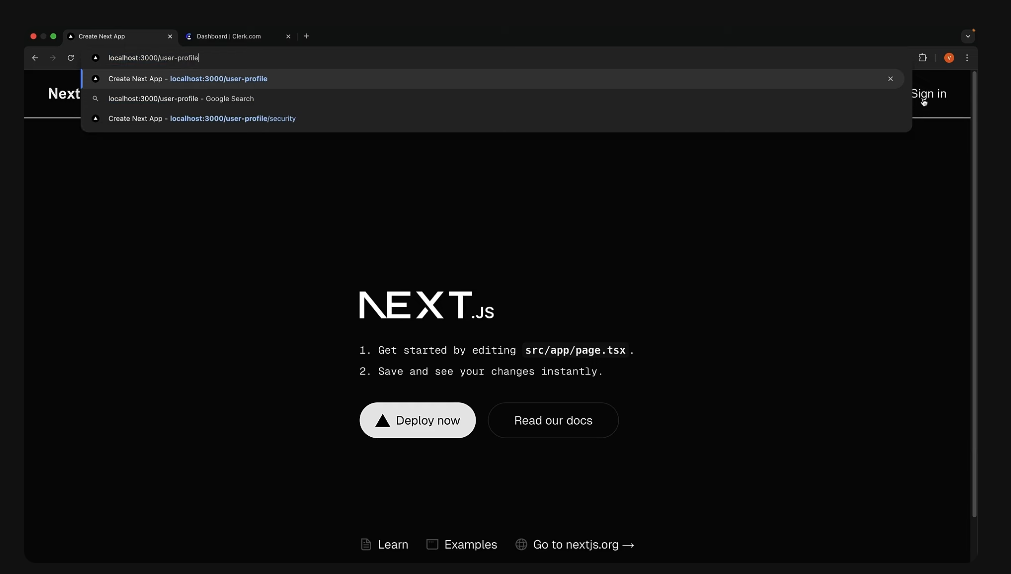 Create Next App
Dashboard | Clerk.com
localhost:3000/user-profile
V
Create Next App - localhost:3000/user-profile
localhost:3000/user-profile - Google Search
Create Next App - localhost:3000/user-profile/security
Next
Sign in
NEXT.JS
1. Get started by editing src/app/page.tsx.
2. Save and see your changes instantly.
Deploy now
Read our docs
Learn
Examples
Go to nextjs.org →